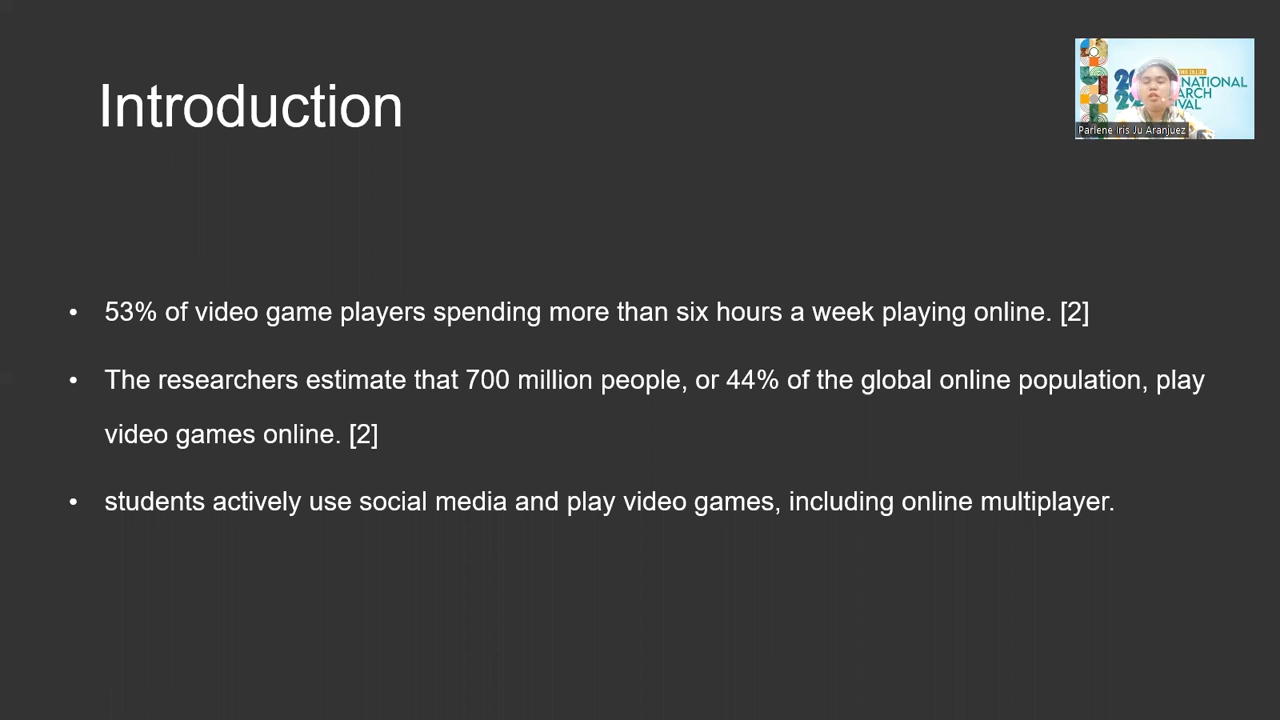 Introduction
NATIONAL
ARCH
VAL
Parlene Iris Ju Aranjuez
• 53% of video game players spending more than six hours a week playing online. [2]
• The researchers estimate that 700 million people, or 44% of the global online population, play
video games online. [2]
• students actively use social media and play video games, including online multiplayer.